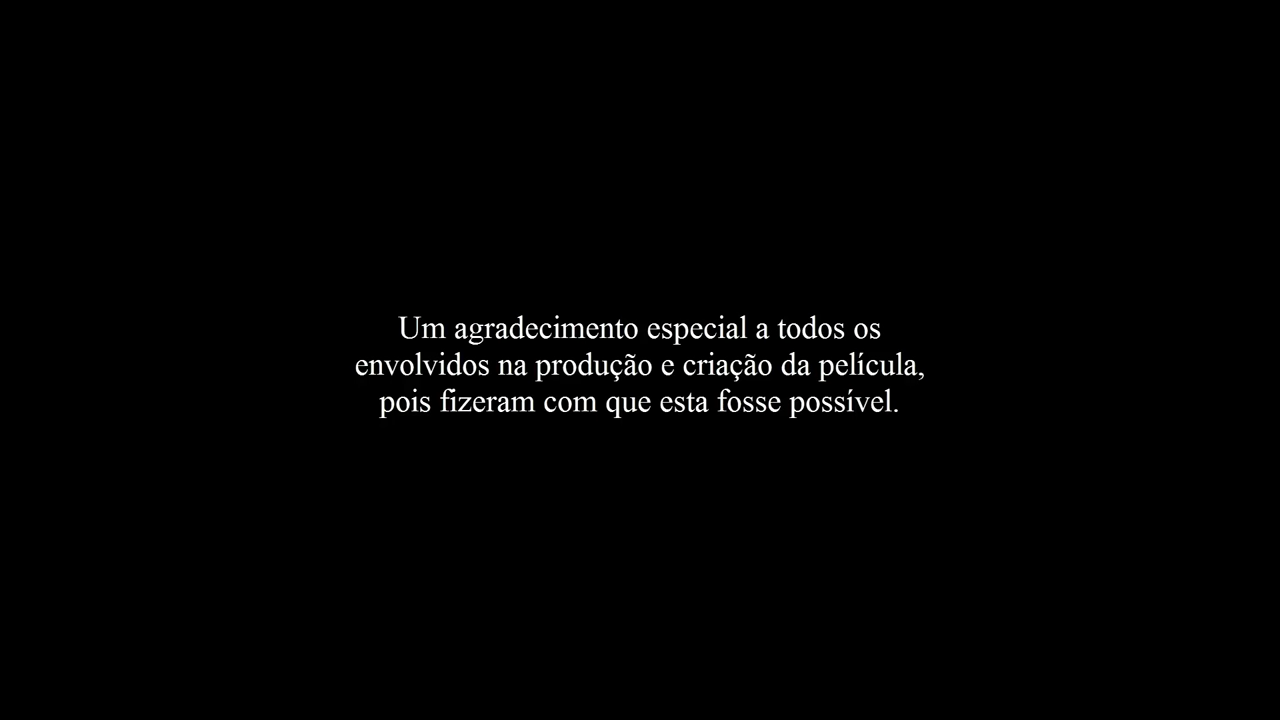 Um agradecimento especial a todos os
envolvidos na produção e criação da película,
pois fizeram com que esta fosse possível.